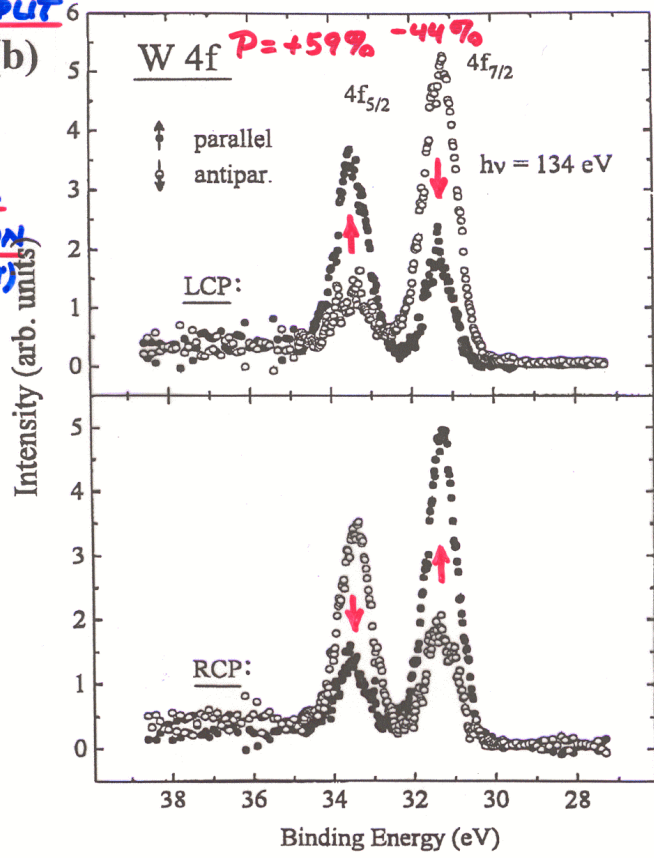 PLIT
b)
P=+59% -44%
W 4f
4f5/2
4f7/2
parallel
antipar.
hν = 134 eV
LCP:
RCP:
6
5
4
3
2
1
0
5
4
3
2
1
0
Intensity (arb. units)
38 36 34 32 30 28
Binding Energy (eV)